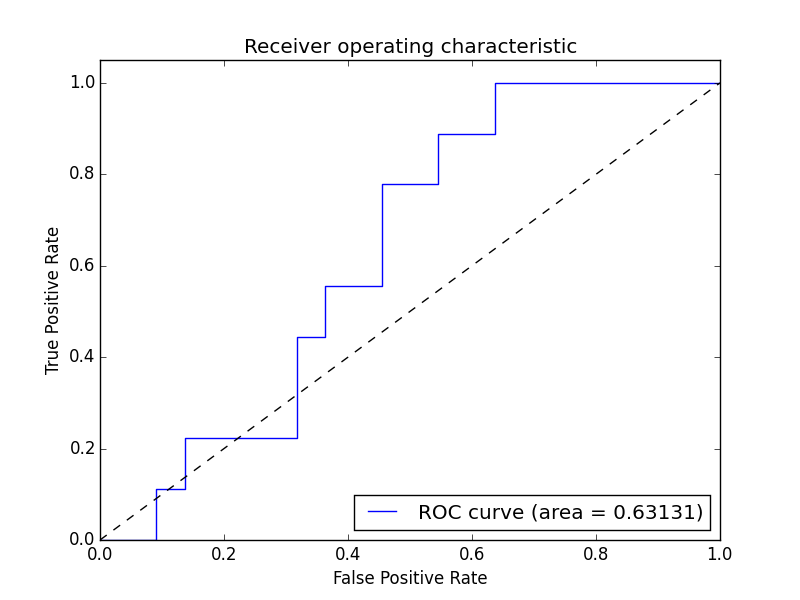 Receiver operating characteristic
1.0
0.8
0.6
0.4
0.2
0.0
True Positive Rate
ROC curve (area = 0.63131)
0.0 0.2 0.4 0.6 0.8 1.0
False Positive Rate